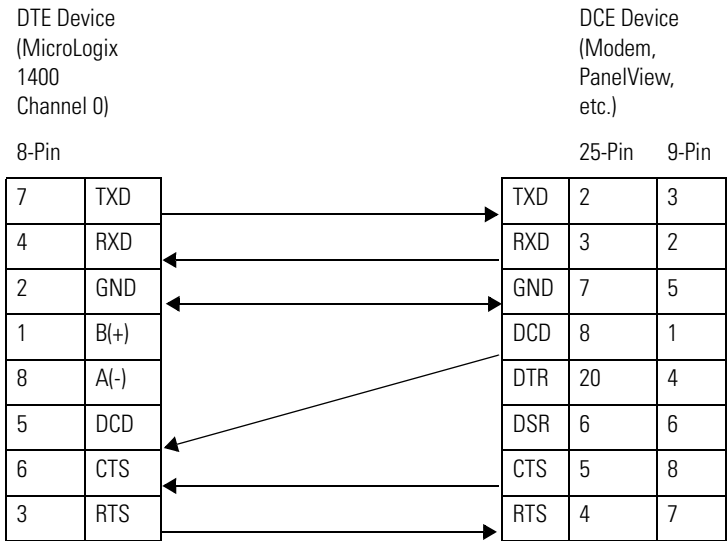 DTE Device
(MicroLogix
1400
Channel 0)
DCE Device
(Modem,
PanelView,
etc.)
8-Pin
25-Pin 9-Pin
7 TXD TXD 2 3
4 RXD RXD 3 2
2 GND GND 7 5
1 B(+) DCD 8 1
8 A(-) DTR 20 4
5 DCD DSR 6 6
6 CTS CTS 5 8
3 RTS RTS 4 7